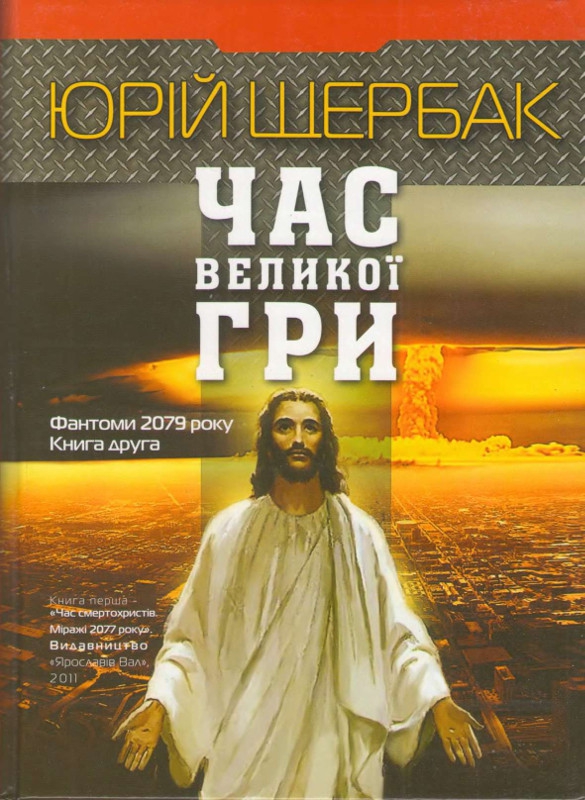 ЮРІЙ ЩЕРБАК
ЧАС
ВЕЛИКОЇ
ГРИ
Фантоми 2079 року
Книга друга
Книга перша -
«Час смертохристів.
Міражі 2077 року».
Видавництво
«Ярославів Вал»,
2011